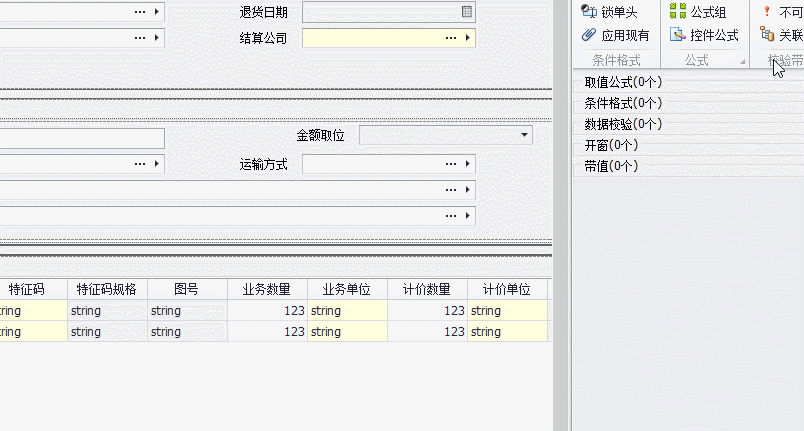 退货日期
结算公司
金额取位
运输方式
特征码 特征码规格 图号 业务数量 业务单位 计价数量 计价单位
tring string string 123 string 123 string
tring string string 123 string 123 string
锁单头 公式组 不可
应用现有 控件公式 关联
条件格式 公式 校验带
取值公式(0个)
条件格式(0个)
数据校验(0个)
开窗(0个)
带值(0个)